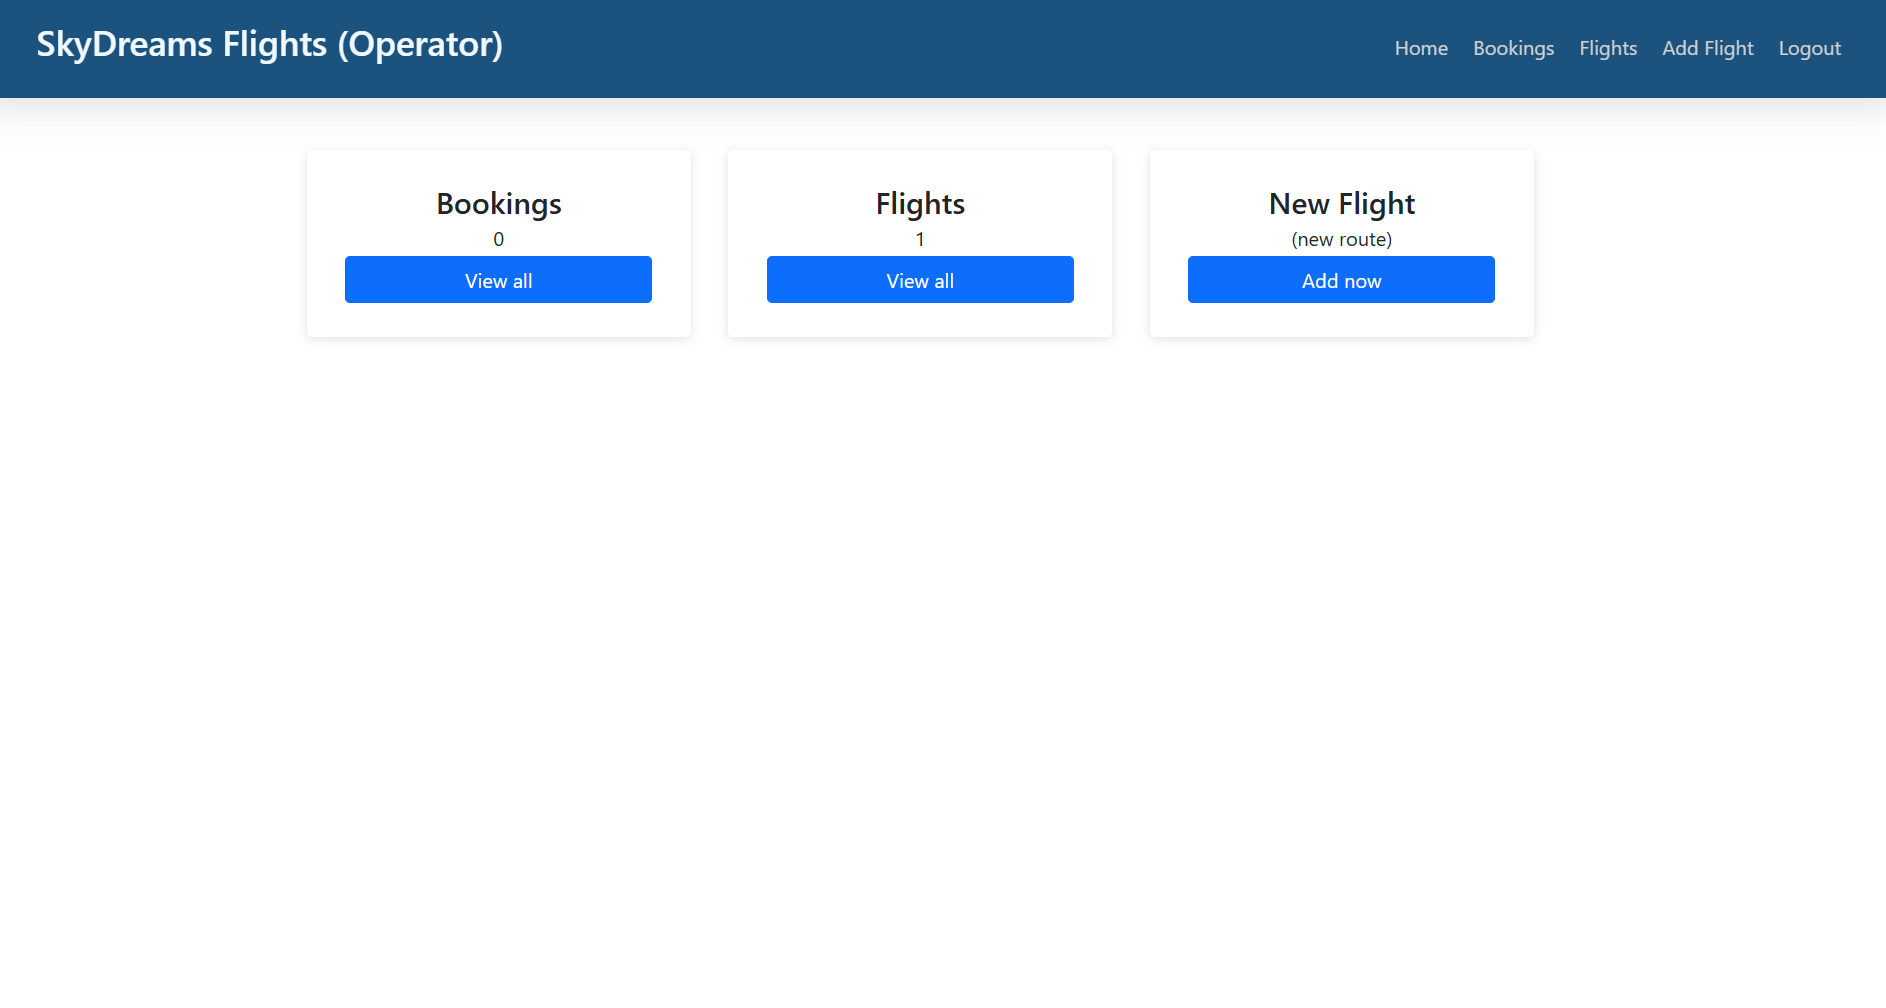 SkyDreams Flights (Operator)
Home Bookings Flights Add Flight Logout
Bookings
0
View all
Flights
1
View all
New Flight
(new route)
Add now